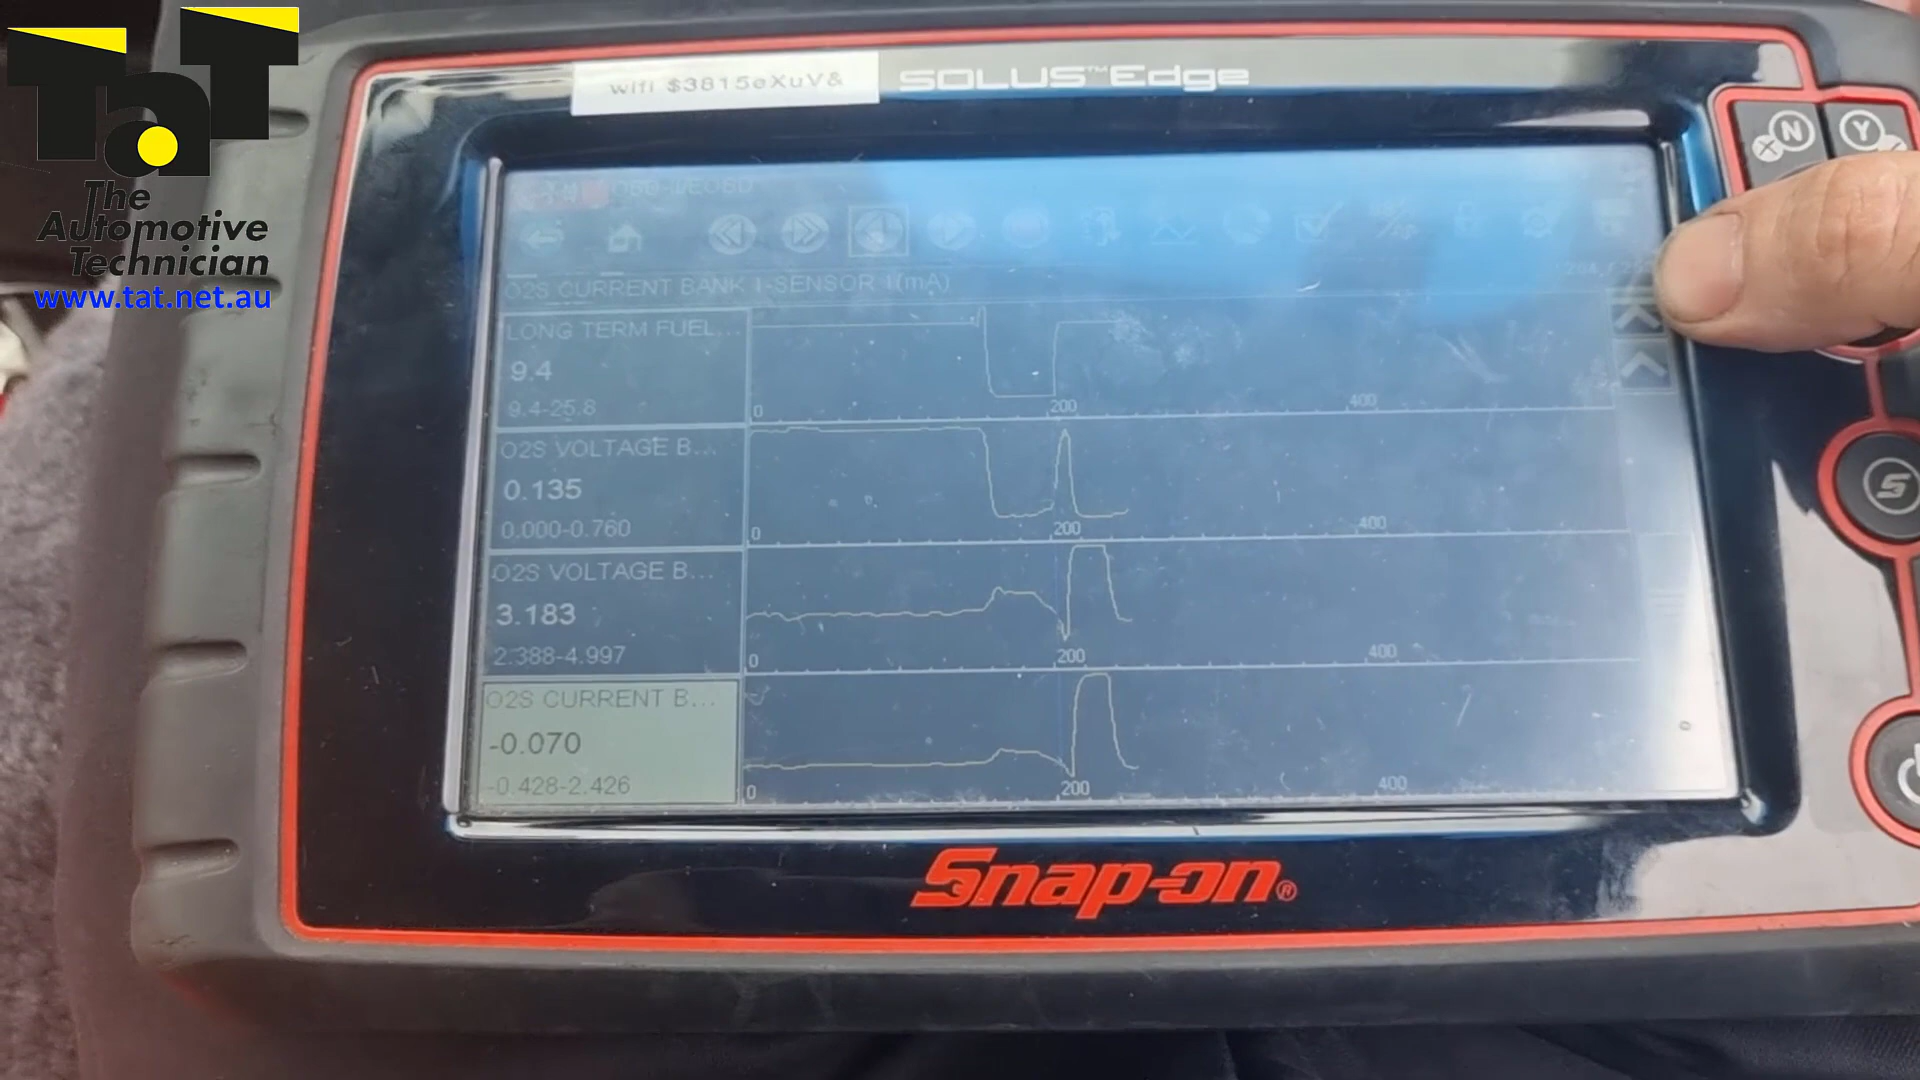 TaT
The
Automotive
Technician
www.tat.net.au
wifi $3815eXuV&
SOLUS™ Edge
N
Y
O2S CURRENT BANK 1-SENSOR 1(mA)
LONG TERM FUEL...
9.4
9.4-25.8
0 200 400
O2S VOLTAGE B...
0.135
0.000-0.760
0 200 400
O2S VOLTAGE B...
3.183
2.388-4.997
0 200 400
O2S CURRENT B...
-0.070
-0.428-2.426
0 200 400
0
S
Snap-on®